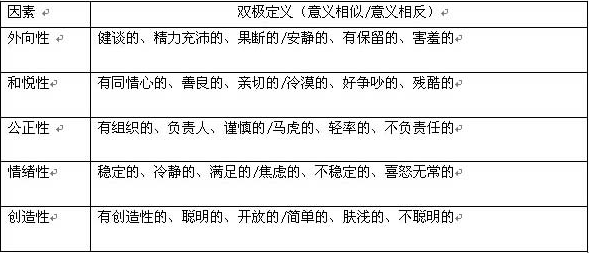 因素 双极定义（意义相似/意义相反）
外向性 健谈的、精力充沛的、果断的/安静的、有保留的、害羞的
和悦性 有同情心的、善良的、亲切的/冷漠的、好争吵的、残酷的
公正性 有组织的、负责人、谨慎的/马虎的、轻率的、不负责任的
情绪性 稳定的、冷静的、满足的/焦虑的、不稳定的、喜怒无常的
创造性 有创造性的、聪明的、开放的/简单的、肤浅的、不聪明的